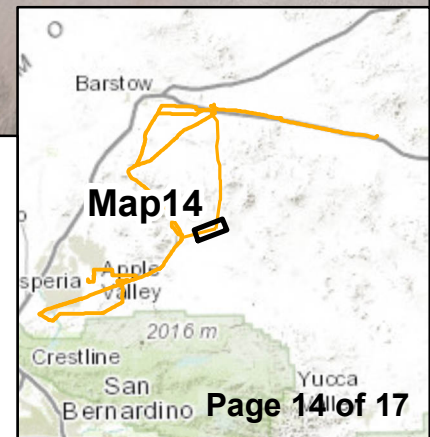 M O
Barstow
Map14
speria
Apple
Valley
2016 m
Crestline
San
Bernardino
Yucca
Page 14 of 17